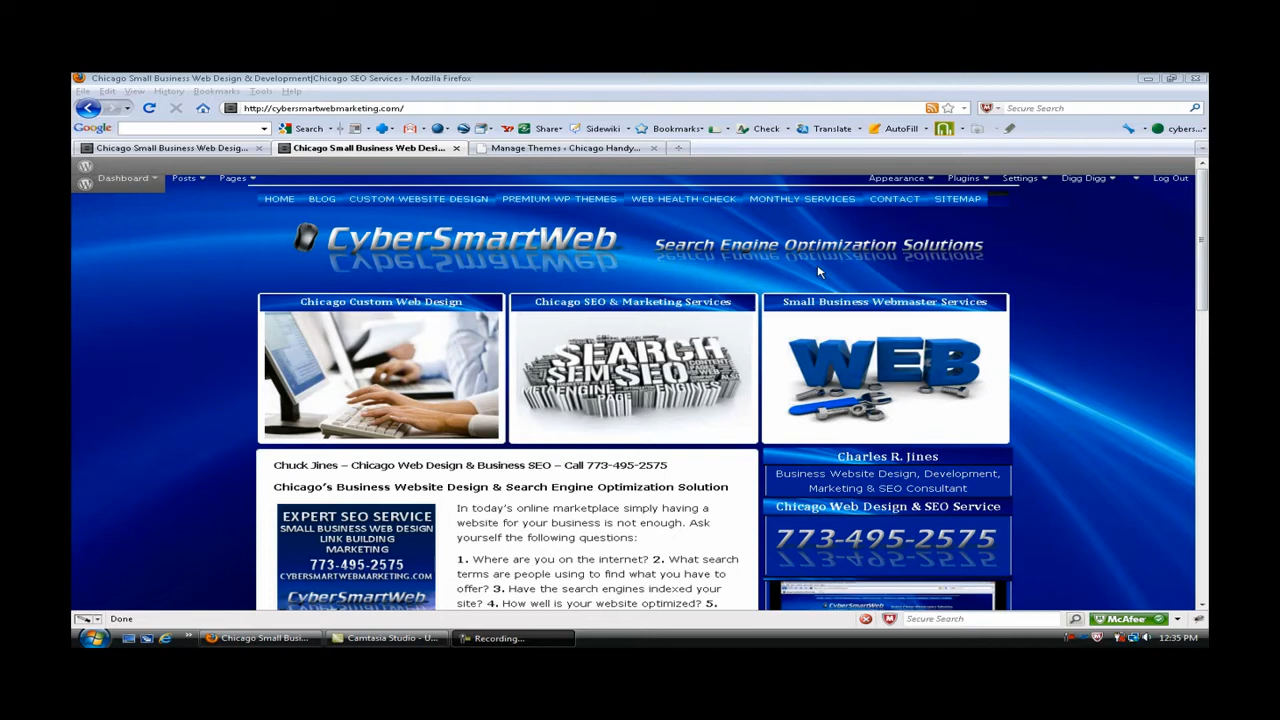 Chicago Small Business Web Design & Development|Chicago SEO Services - Mozilla Firefox
File Edit View History Bookmarks Tools Help
http://cybersmartwebmarketing.com/
Secure Search
Google
Search
Share
Sidewiki
Bookmarks
Check
Translate
AutoFill
cybers...
Chicago Small Business Web Desig...
Chicago Small Business Web Desi...
Manage Themes ‹ Chicago Handy...
Dashboard Posts Pages Appearance Plugins Settings Digg Digg Log Out
HOME BLOG CUSTOM WEBSITE DESIGN PREMIUM WP THEMES WEB HEALTH CHECK MONTHLY SERVICES CONTACT SITEMAP
CyberSmartWeb
Search Engine Optimization Solutions
Chicago Custom Web Design
Chicago SEO & Marketing Services
Small Business Webmaster Services
SEARCH
SEM SEO
META ENGINE ENGINES
PAGE
WEB
Chuck Jines – Chicago Web Design & Business SEO – Call 773-495-2575
Chicago's Business Website Design & Search Engine Optimization Solution
EXPERT SEO SERVICE
SMALL BUSINESS WEB DESIGN
LINK BUILDING
MARKETING
773-495-2575
CYBERSMARTWEBMARKETING.COM
CyberSmartWeb
In today's online marketplace simply having a
website for your business is not enough. Ask
yourself the following questions:
1. Where are you on the internet? 2. What search
terms are people using to find what you have to
offer? 3. Have the search engines indexed your
site? 4. How well is your website optimized? 5.
Charles R. Jines
Business Website Design, Development,
Marketing & SEO Consultant
Chicago Web Design & SEO Service
773-495-2575
CyberSmartWeb
Done
Secure Search
McAfee
Chicago Small Busi...
Camtasia Studio - U...
Recording...
12:35 PM